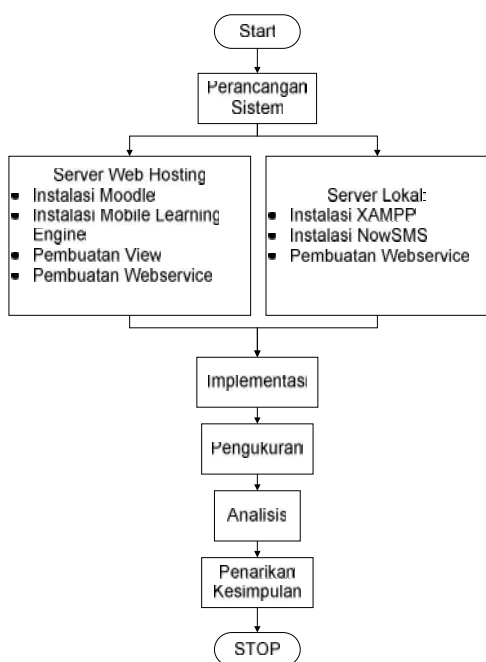 Start
Perancangan
Sistem
Server Web Hosting
▪ Instalasi Moodle
▪ Instalasi Mobile Learning
Engine
▪ Pembuatan View
▪ Pembuatan Webservice
Server Lokal:
▪ Instalasi XAMPP
▪ Instalasi NowSMS
▪ Pembuatan Webservice
Implementasi
Pengukuran
Analisis
Penarikan
Kesimpulan
STOP